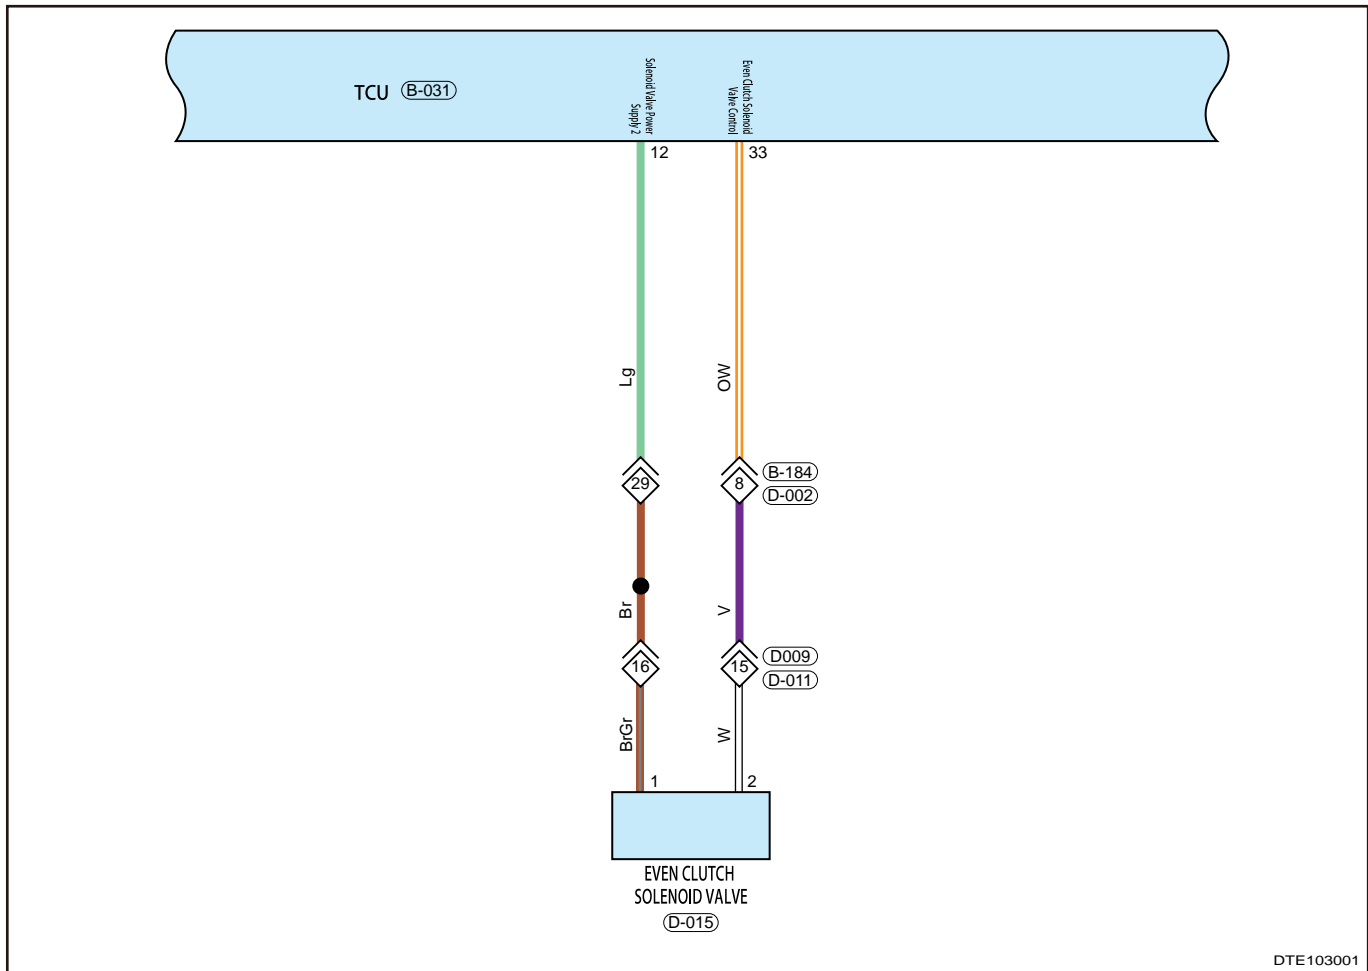 TCU B-031
Solenoid Valve Power
Supply 2
Even Clutch Solenoid
Valve Control
12
33
Lg
OW
29
8
B-184
D-002
Br
V
16
15
D009
D-011
BrGr
W
1
2
EVEN CLUTCH
SOLENOID VALVE
D-015
DTE103001